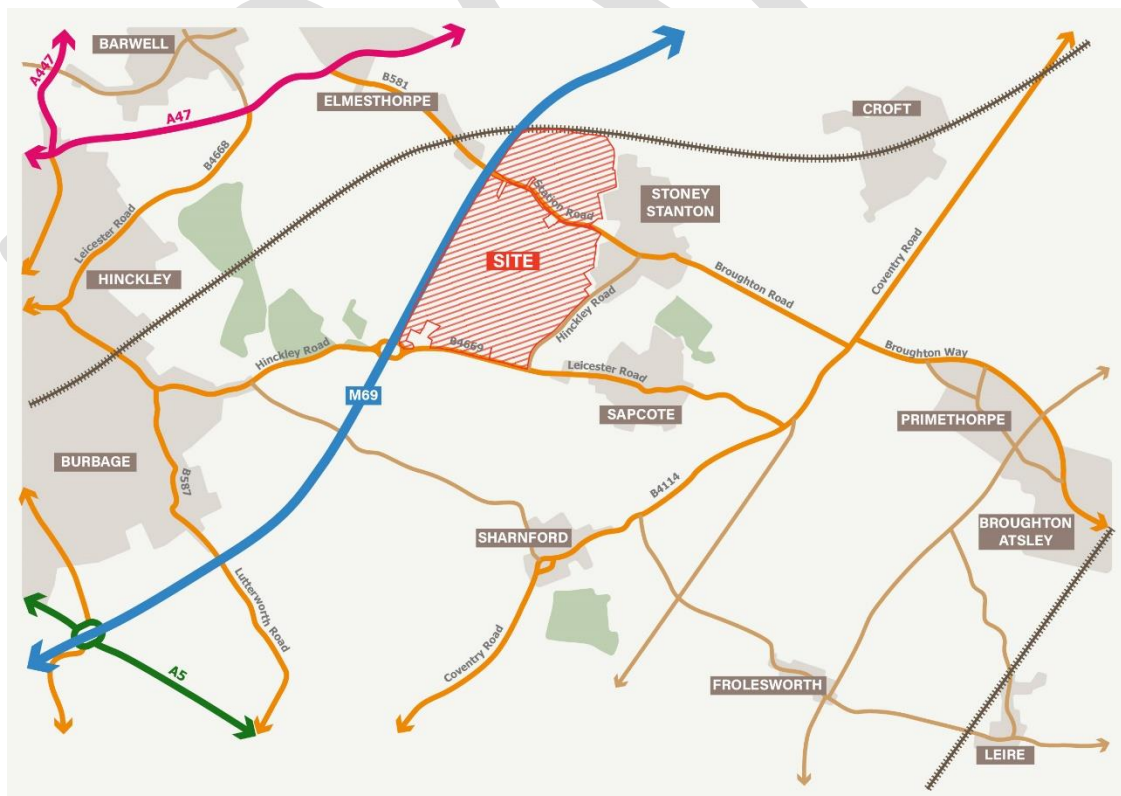 BARWELL
A447
A47
B4668
Leicester Road
HINCKLEY
B581
ELMESTHORPE
CROFT
Station Road
STONEY
STANTON
SITE
Hinckley Road
Broughton Road
Coventry Road
Broughton Way
PRIMETHORPE
Hinckley Road
B4669
Leicester Road
SAPCOTE
M69
BURBAGE
B587
B4114
SHARNFORD
BROUGHTON
ATSLEY
Lutterworth Road
Coventry Road
A5
FROLESWORTH
LEIRE